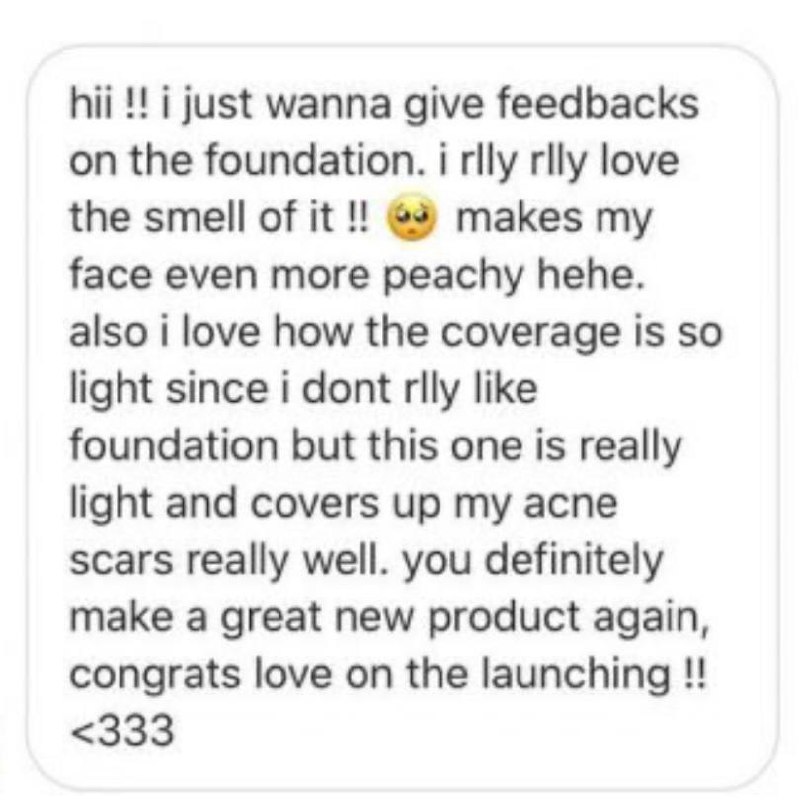 hii !! i just wanna give feedbacks
on the foundation. i rlly rlly love
the smell of it !! 🥺 makes my
face even more peachy hehe.
also i love how the coverage is so
light since i dont rlly like
foundation but this one is really
light and covers up my acne
scars really well. you definitely
make a great new product again,
congrats love on the launching !!
<333